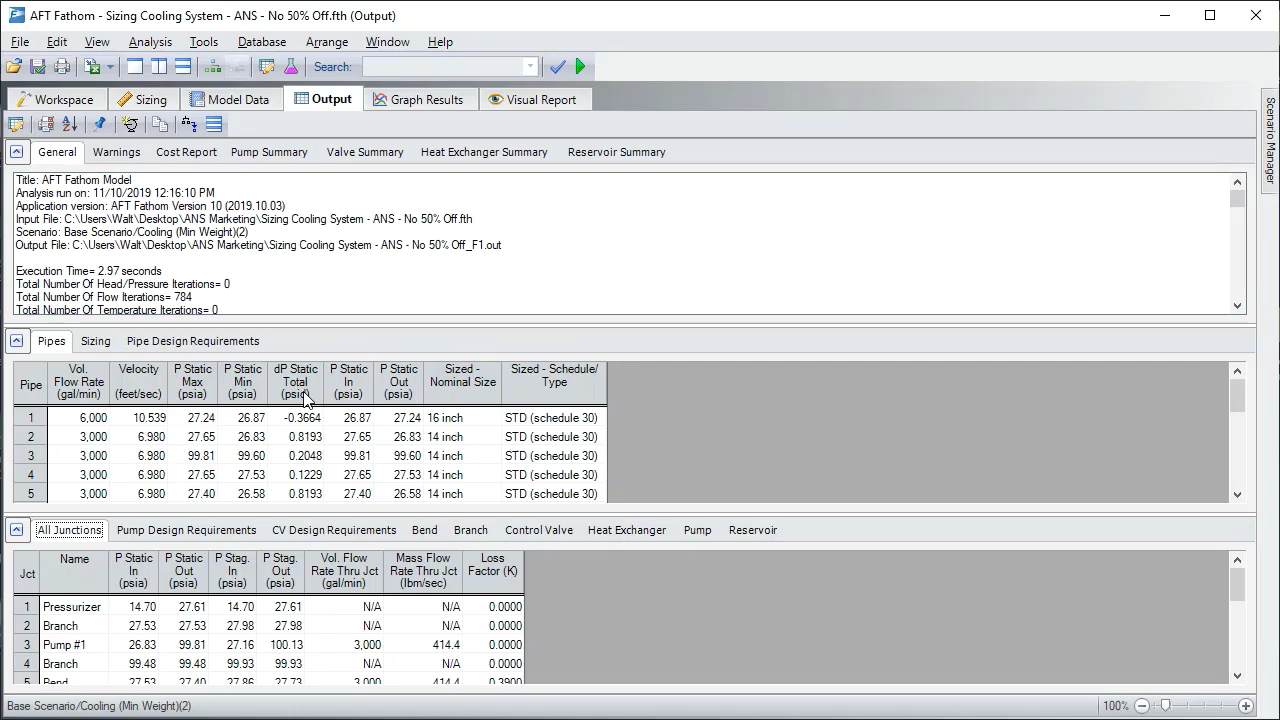 AFT Fathom - Sizing Cooling System - ANS - No 50% Off.fth (Output)
File Edit View Analysis Tools Database Arrange Window Help
Search:
Workspace Sizing Model Data Output Graph Results Visual Report
Scenario Manager
General Warnings Cost Report Pump Summary Valve Summary Heat Exchanger Summary Reservoir Summary
Title: AFT Fathom Model
Analysis run on: 11/10/2019 12:16:10 PM
Application version: AFT Fathom Version 10 (2019.10.03)
Input File: C:\Users\Walt\Desktop\ANS Marketing\Sizing Cooling System - ANS - No 50% Off.fth
Scenario: Base Scenario/Cooling (Min Weight)(2)
Output File: C:\Users\Walt\Desktop\ANS Marketing\Sizing Cooling System - ANS - No 50% Off_F1.out
Execution Time= 2.97 seconds
Total Number Of Head/Pressure Iterations= 0
Total Number Of Flow Iterations= 784
Total Number Of Temperature Iterations= 0
Pipes Sizing Pipe Design Requirements
Vol. P Static P Static dP Static P Static P Static Sized - Sized - Schedule/
Pipe Flow Rate Velocity Max Min Total In Out Nominal Size Type
(gal/min) (feet/sec) (psia) (psia) (psid) (psia) (psia)
1 6,000 10.539 27.24 26.87 -0.3664 26.87 27.24 16 inch STD (schedule 30)
2 3,000 6.980 27.65 26.83 0.8193 27.65 26.83 14 inch STD (schedule 30)
3 3,000 6.980 99.81 99.60 0.2048 99.81 99.60 14 inch STD (schedule 30)
4 3,000 6.980 27.65 27.53 0.1229 27.65 27.53 14 inch STD (schedule 30)
5 3,000 6.980 27.40 26.58 0.8193 27.40 26.58 14 inch STD (schedule 30)
All Junctions Pump Design Requirements CV Design Requirements Bend Branch Control Valve Heat Exchanger Pump Reservoir
P Static P Static P Stag. P Stag. Vol. Flow Mass Flow Loss
Jct Name In Out In Out Rate Thru Jct Rate Thru Jct Factor (K)
(psia) (psia) (psia) (psia) (gal/min) (lbm/sec)
1 Pressurizer 14.70 27.61 14.70 27.61 N/A N/A 0.0000
2 Branch 27.53 27.53 27.98 27.98 N/A N/A 0.0000
3 Pump #1 26.83 99.81 27.16 100.13 3,000 414.4 0.0000
4 Branch 99.48 99.48 99.93 99.93 N/A N/A 0.0000
5 Bend 27.53 27.40 27.86 27.73 3,000 414.4 0.3900
Base Scenario/Cooling (Min Weight)(2)
100%